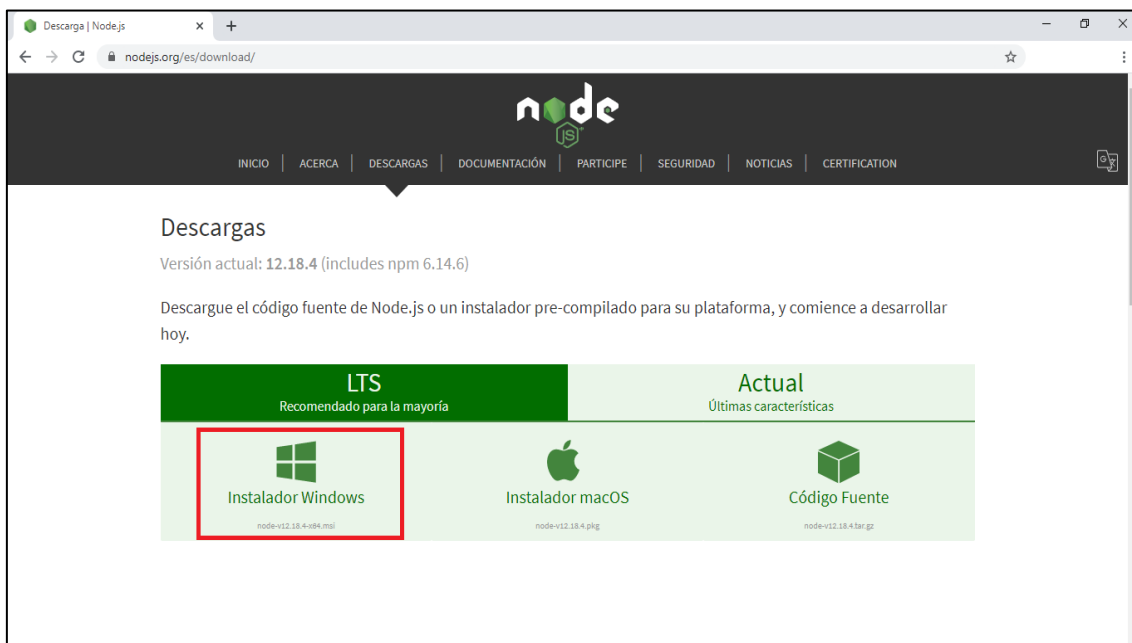 Descarga | Node.js
nodejs.org/es/download/
node
JS
INICIO ACERCA DESCARGAS DOCUMENTACIÓN PARTICIPE SEGURIDAD NOTICIAS CERTIFICATION
Descargas
Versión actual: 12.18.4 (includes npm 6.14.6)
Descargue el código fuente de Node.js o un instalador pre-compilado para su plataforma, y comience a desarrollar
hoy.
LTS
Recomendado para la mayoría
Actual
Últimas características
Instalador Windows
node-v12.18.4-x64.msi
Instalador macOS
node-v12.18.4.pkg
Código Fuente
node-v12.18.4.tar.gz